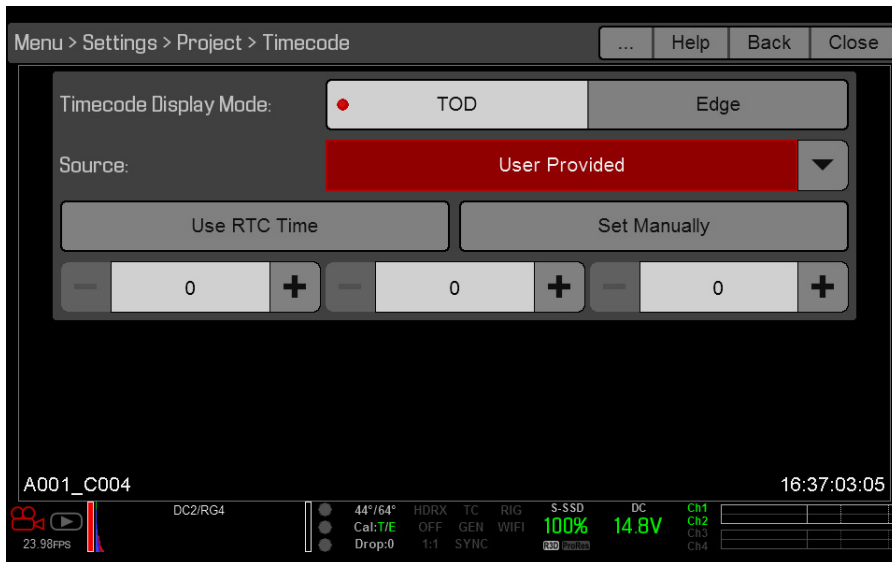 Menu > Settings > Project > Timecode ... Help Back Close
Timecode Display Mode: TOD Edge
Source: User Provided
Use RTC Time Set Manually
− 0 + − 0 + − 0 +
A001_C004 16:37:03:05
DC2/RG4 44°/64° HDRX TC RIG S-SSD DC Ch1
Cal:T/E OFF GEN WIFI 100% 14.8V Ch2
23.98FPS Drop:0 1:1 SYNC R3D ProRes Ch3
Ch4